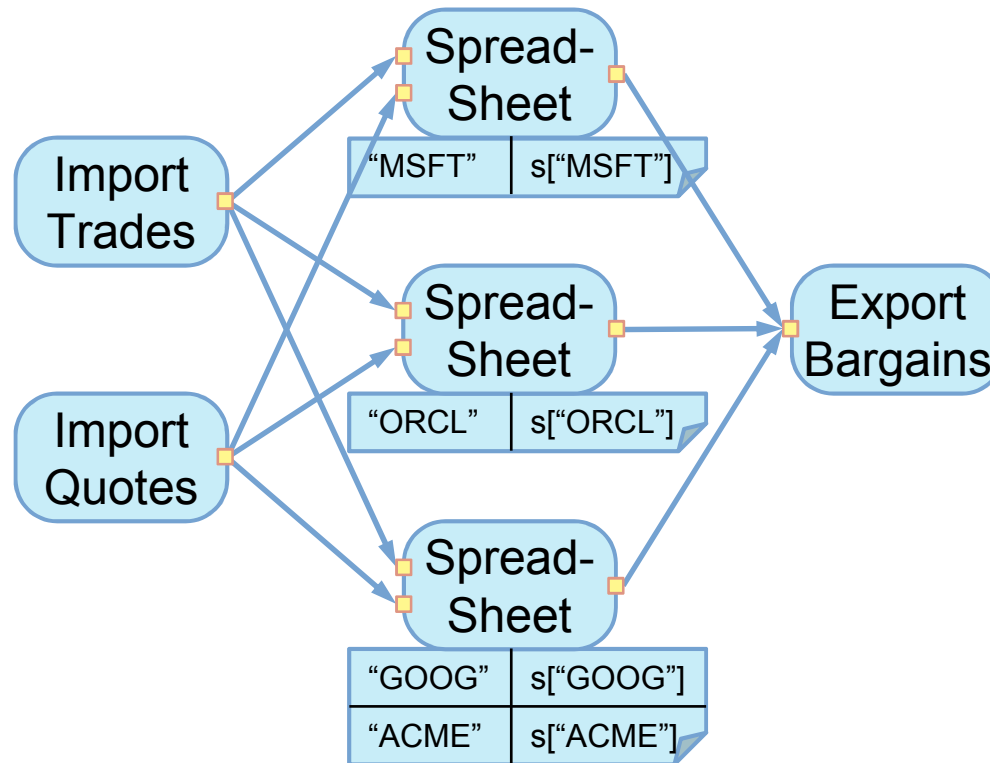 Spread-
Sheet
“MSFT” s[“MSFT”]
Import
Trades
Spread-
Sheet
“ORCL” s[“ORCL”]
Export
Bargains
Import
Quotes
Spread-
Sheet
“GOOG” s[“GOOG”]
“ACME” s[“ACME”]